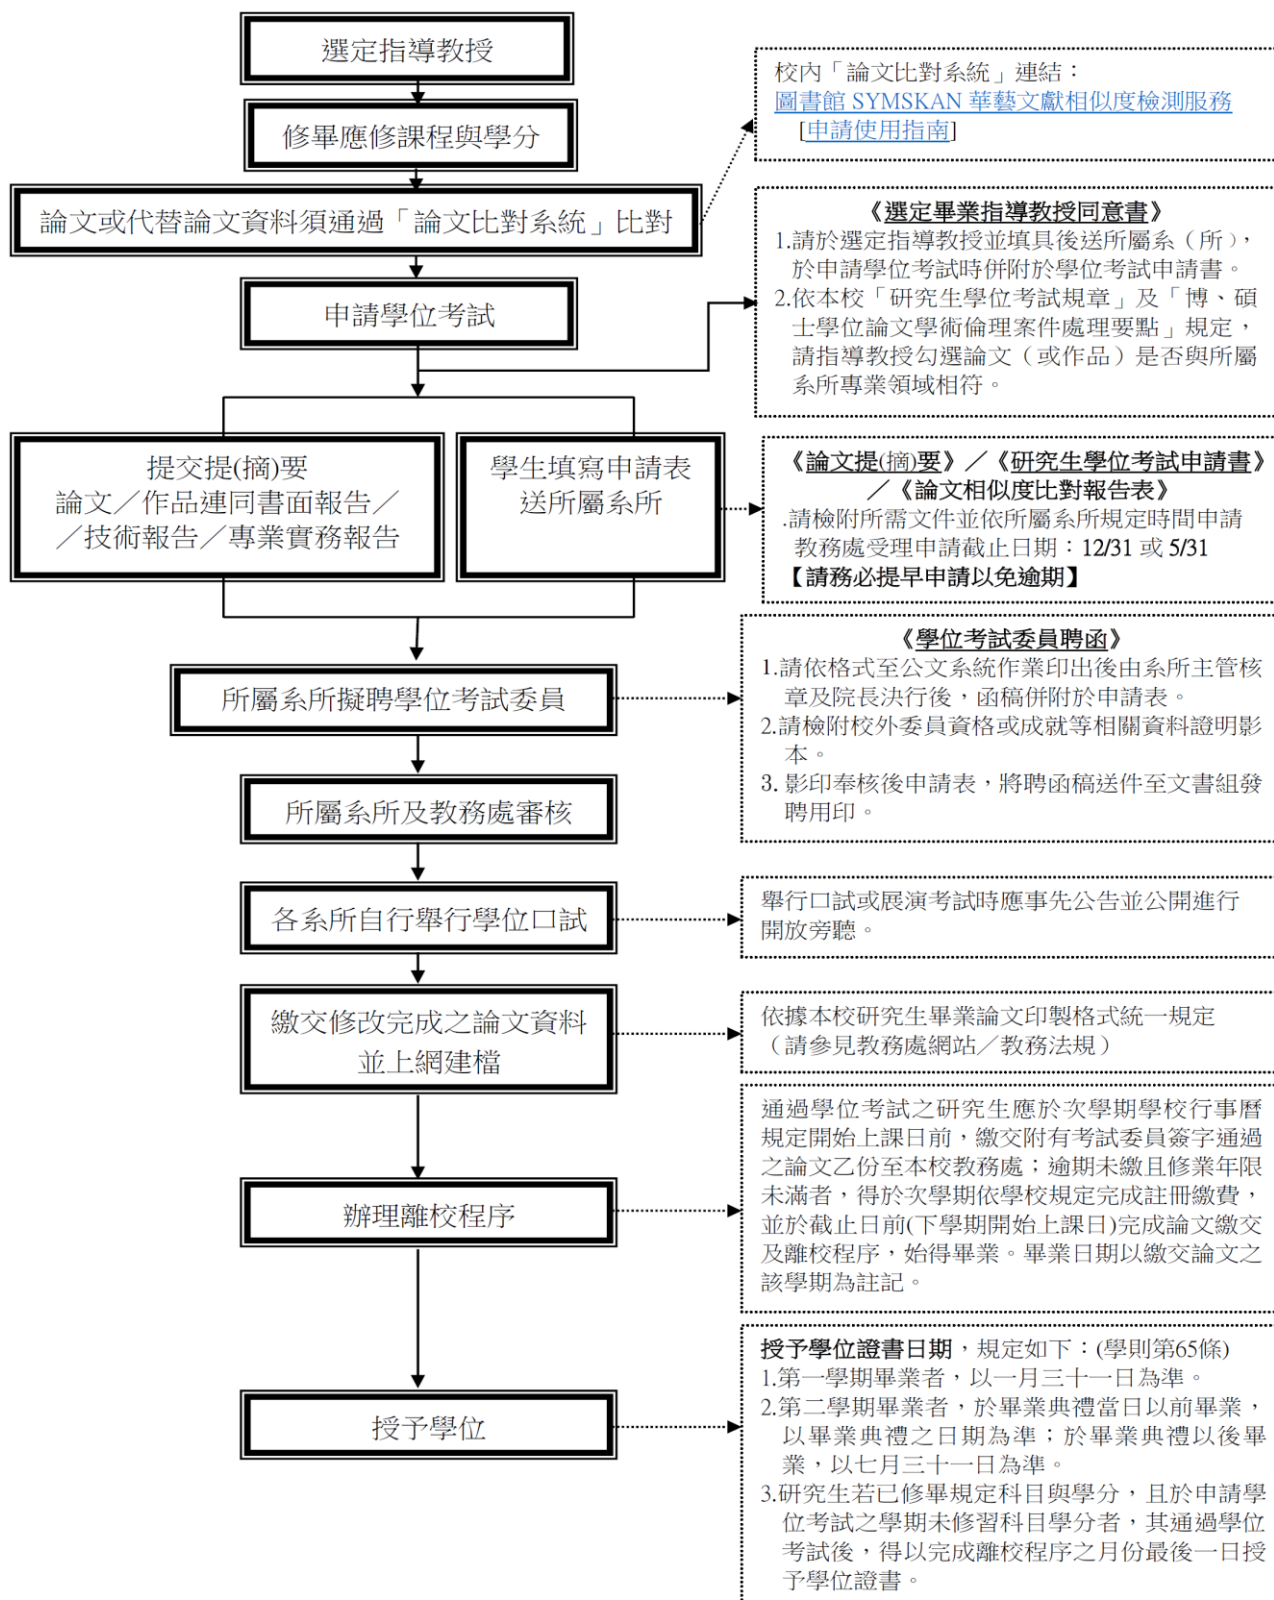 選定指導教授
修畢應修課程與學分
論文或代替論文資料須通過「論文比對系統」比對
校內「論文比對系統」連結：
圖書館 SYMSKAN 華藝文獻相似度檢測服務
[申請使用指南]
申請學位考試
《選定畢業指導教授同意書》
1.請於選定指導教授並填具後送所屬系（所），
於申請學位考試時併附於學位考試申請書。
2.依本校「研究生學位考試規章」及「博、碩
士學位論文學術倫理案件處理要點」規定，
請指導教授勾選論文（或作品）是否與所屬
系所專業領域相符。
提交提(摘)要
論文／作品連同書面報告／
／技術報告／專業實務報告
學生填寫申請表
送所屬系所
《論文提(摘)要》／《研究生學位考試申請書》
／《論文相似度比對報告表》
.請檢附所需文件並依所屬系所規定時間申請
教務處受理申請截止日期：12/31 或 5/31
【請務必提早申請以免逾期】
所屬系所擬聘學位考試委員
《學位考試委員聘函》
1.請依格式至公文系統作業印出後由系所主管核
章及院長決行後，函稿併附於申請表。
2.請檢附校外委員資格或成就等相關資料證明影
本。
3. 影印奉核後申請表，將聘函稿送件至文書組發
聘用印。
所屬系所及教務處審核
各系所自行舉行學位口試
舉行口試或展演考試時應事先公告並公開進行
開放旁聽。
繳交修改完成之論文資料
並上網建檔
依據本校研究生畢業論文印製格式統一規定
（請參見教務處網站／教務法規）
辦理離校程序
通過學位考試之研究生應於次學期學校行事曆
規定開始上課日前，繳交附有考試委員簽字通過
之論文乙份至本校教務處；逾期未繳且修業年限
未滿者，得於次學期依學校規定完成註冊繳費，
並於截止日前(下學期開始上課日)完成論文繳交
及離校程序，始得畢業。畢業日期以繳交論文之
該學期為註記。
授予學位
授予學位證書日期，規定如下：(學則第65條)
1.第一學期畢業者，以一月三十一日為準。
2.第二學期畢業者，於畢業典禮當日以前畢業，
以畢業典禮之日期為準；於畢業典禮以後畢
業，以七月三十一日為準。
3.研究生若已修畢規定科目與學分，且於申請學
位考試之學期未修習科目學分者，其通過學位
考試後，得以完成離校程序之月份最後一日授
予學位證書。